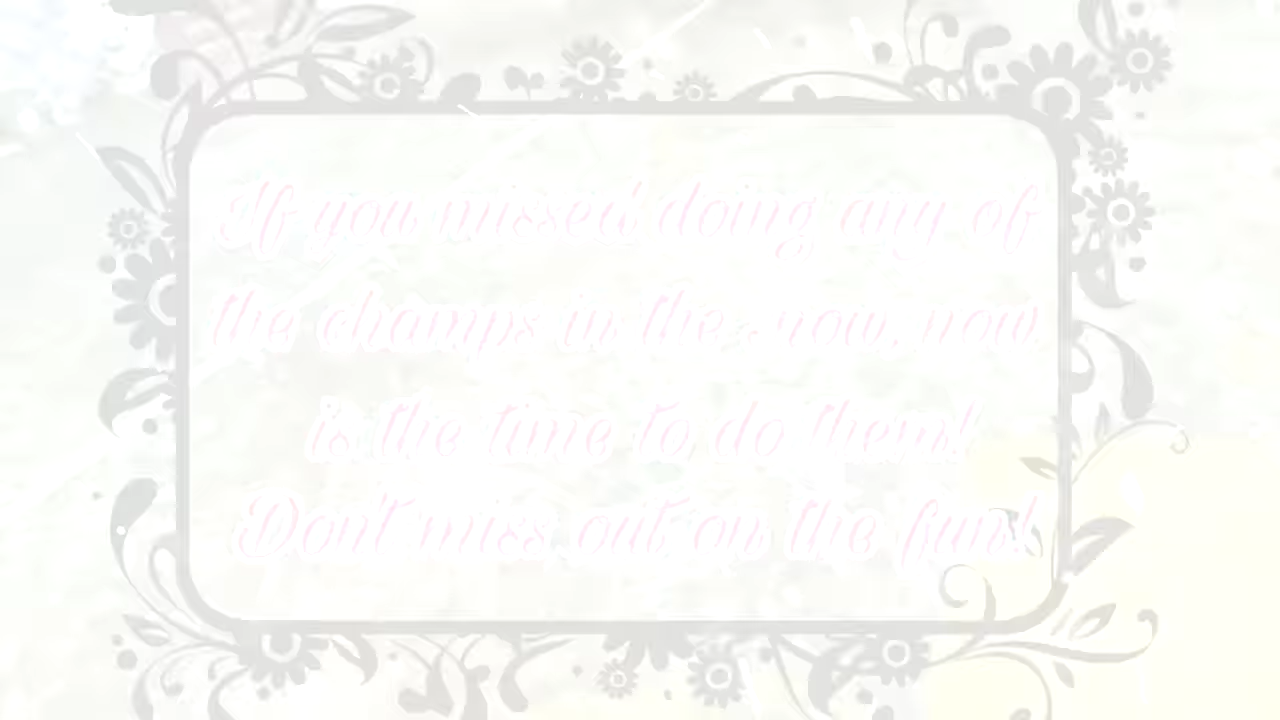 If you missed doing any of
the champs in the row, now
is the time to do them!
Don't miss out on the fun!